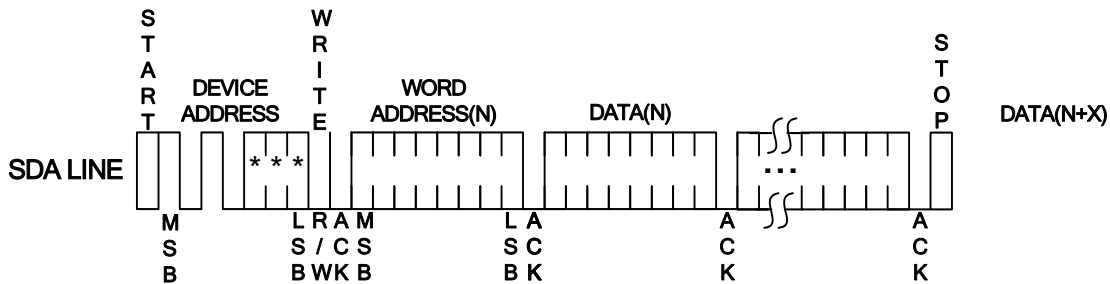 START
WRITE
STOP
DEVICE
ADDRESS
WORD
ADDRESS(N)
DATA(N)
DATA(N+X)
SDA LINE
* * *
...
MSB
LSB
R/W
ACK
MSB
LSB
ACK
ACK
ACK